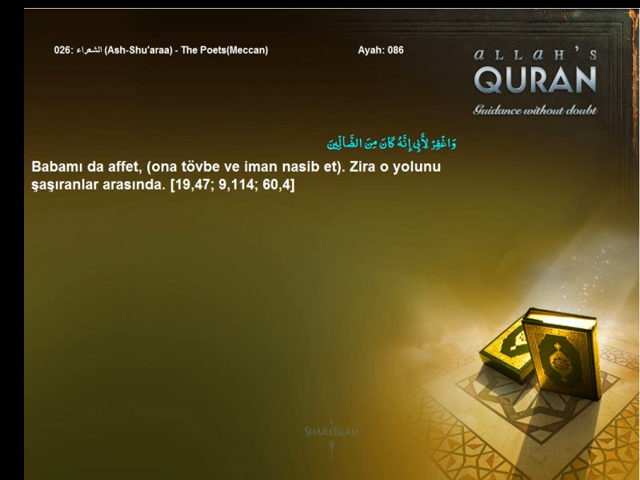 026: الشعراء (Ash-Shu'araa) - The Poets(Meccan) Ayah: 086
ALLAH'S
QURAN
Guidance without doubt
وَاغْفِرْ لِأَبِي إِنَّهُ كَانَ مِنَ الضَّالِّينَ
Babamı da affet, (ona tövbe ve iman nasib et). Zira o yolunu
şaşıranlar arasında. [19,47; 9,114; 60,4]
SHAREISLAM